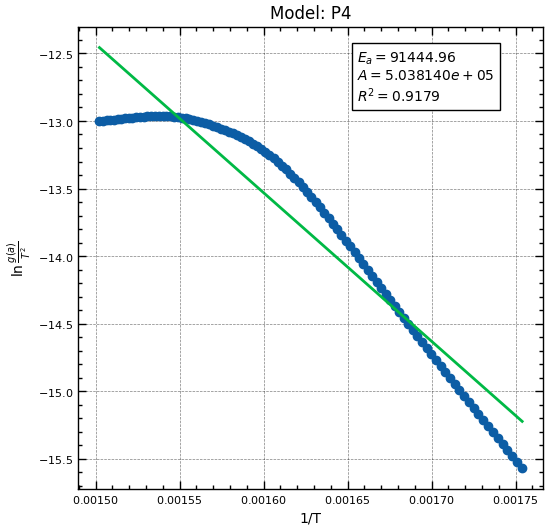 Model: P4
E_a = 91444.96
A = 5.038140e + 05
R² = 0.9179
ln g(a)/T²
−12.5
−13.0
−13.5
−14.0
−14.5
−15.0
−15.5
0.00150 0.00155 0.00160 0.00165 0.00170 0.00175
1/T